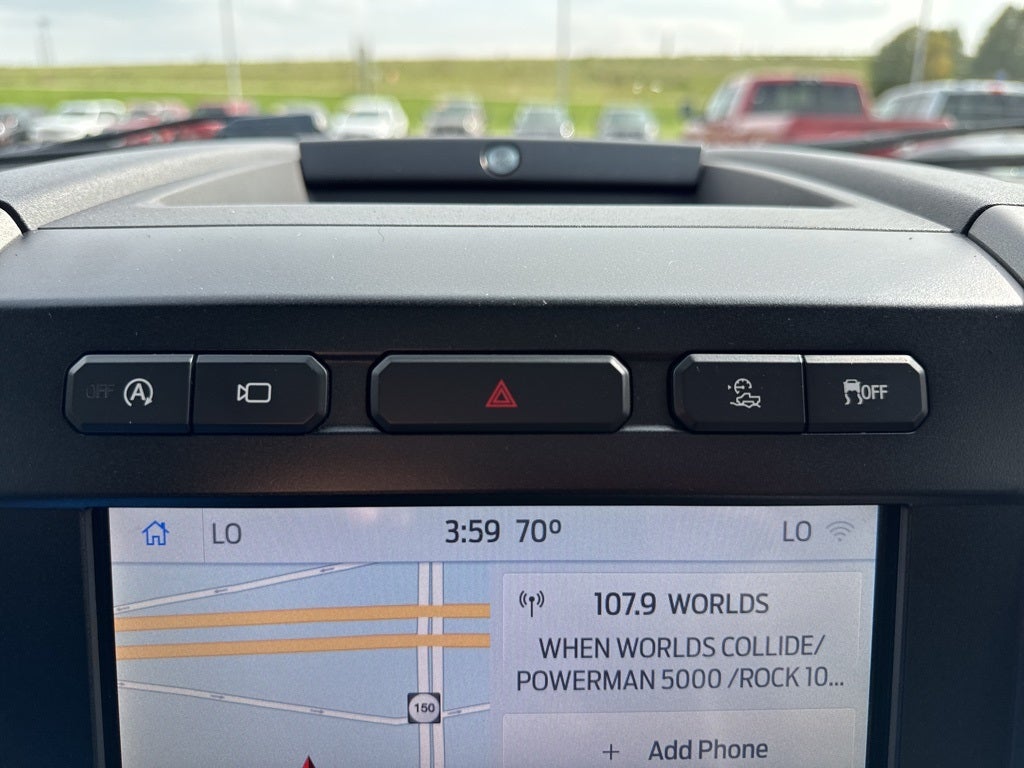 OFF A
OFF
LO 3:59 70º LO
107.9 WORLDS
WHEN WORLDS COLLIDE/
POWERMAN 5000 /ROCK 10...
150
+ Add Phone